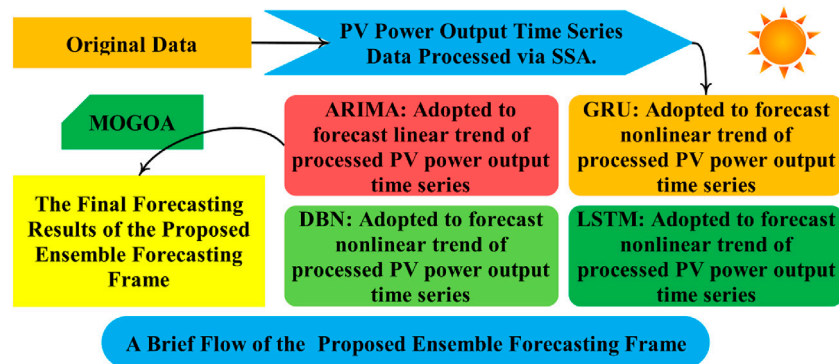 Original Data
PV Power Output Time Series
Data Processed via SSA.
MOGOA
ARIMA: Adopted to
forecast linear trend of
processed PV power output
time series
GRU: Adopted to forecast
nonlinear trend of
processed PV power output
time series
The Final Forecasting
Results of the Proposed
Ensemble Forecasting
Frame
DBN: Adopted to forecast
nonlinear trend of
processed PV power output
time series
LSTM: Adopted to forecast
nonlinear trend of
processed PV power output
time series
A Brief Flow of the Proposed Ensemble Forecasting Frame